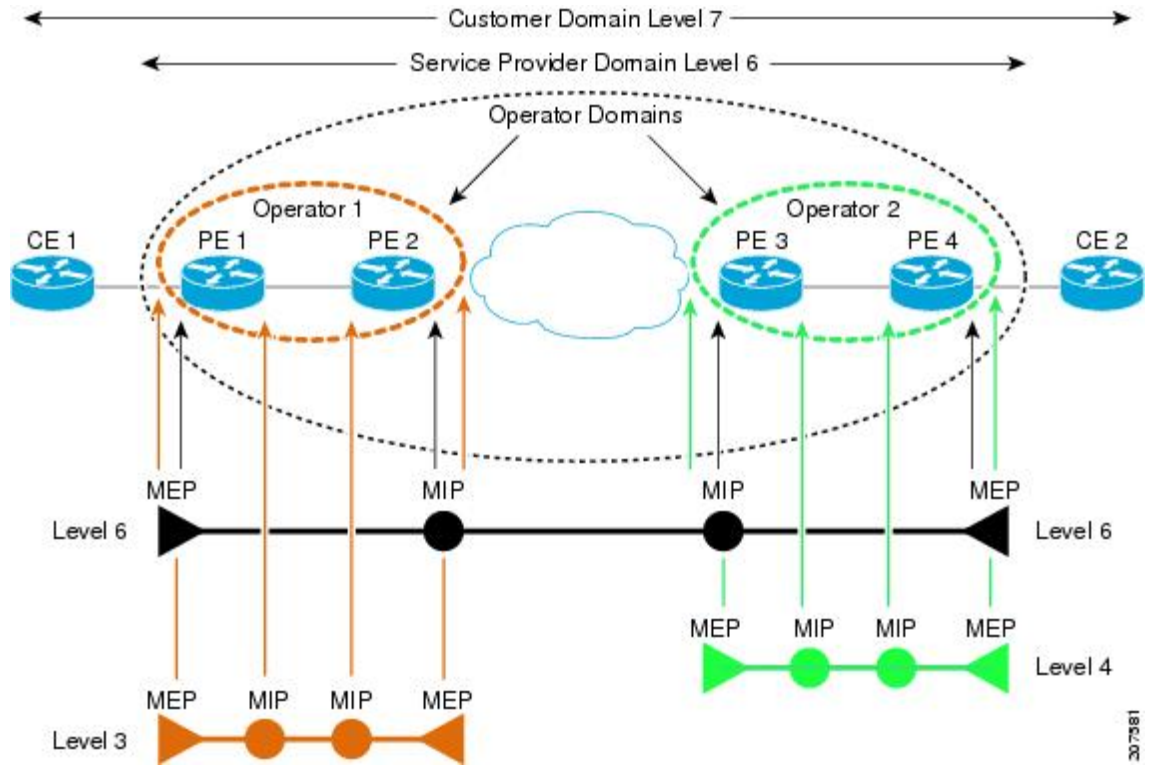 Customer Domain Level 7
Service Provider Domain Level 6
Operator Domains
Operator 1
Operator 2
CE 1
PE 1
PE 2
PE 3
PE 4
CE 2
MEP
MIP
MIP
MEP
Level 6
Level 6
MEP
MIP
MIP
MEP
Level 4
MEP
MIP
MIP
MEP
Level 3
207581